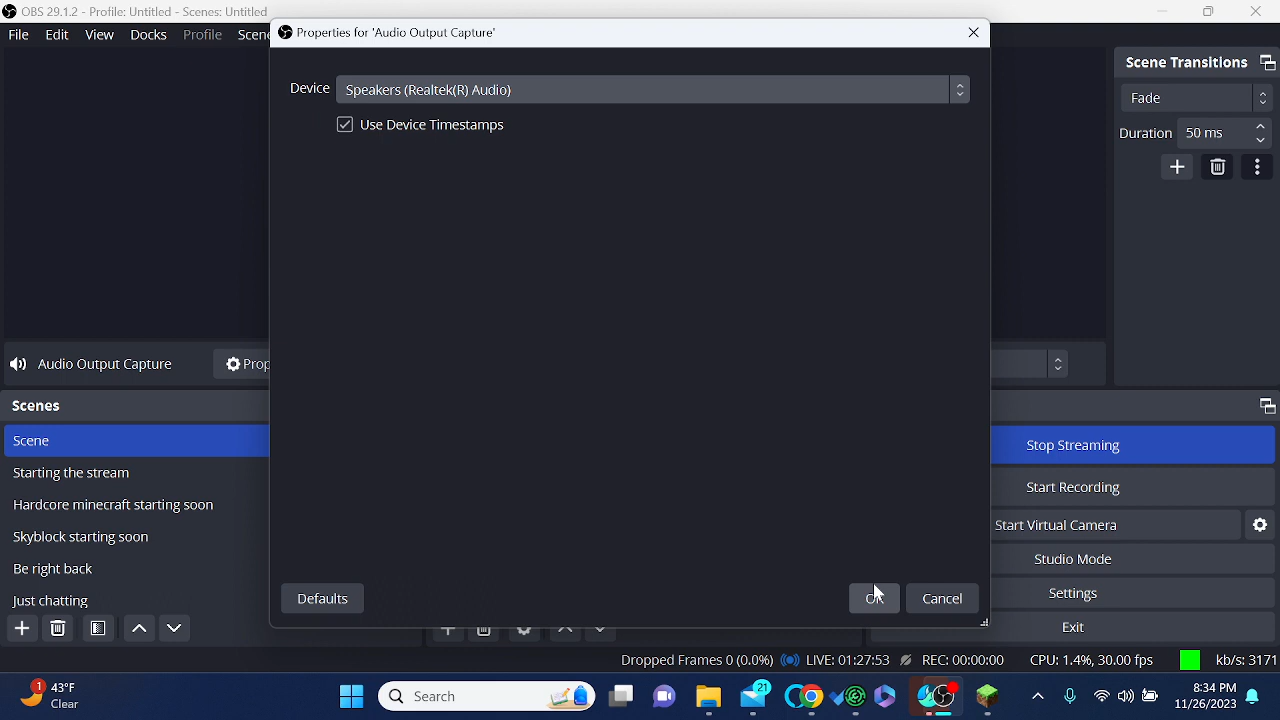 OBS 29.1.2 - Profile: Untitled - Scenes: Untitled
File Edit View Docks Profile Scene
Properties for 'Audio Output Capture'
Device Speakers (Realtek(R) Audio)
Use Device Timestamps
Scene Transitions
Fade
Duration 50 ms
Audio Output Capture
Prop
Scenes
Scene
Starting the stream
Hardcore minecraft starting soon
Skyblock starting soon
Be right back
Just chatting
Stop Streaming
Start Recording
Start Virtual Camera
Studio Mode
Settings
Exit
Defaults
OK
Cancel
Dropped Frames 0 (0.0%) LIVE: 01:27:53 REC: 00:00:00 CPU: 1.4%, 30.00 fps kb/s: 3171
1
43°F
Clear
Search
21
8:34 PM
11/26/2023